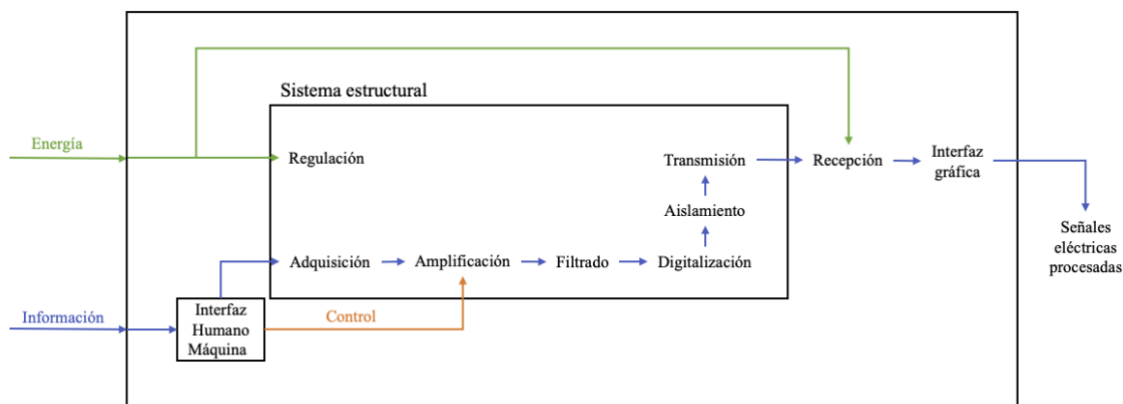 Sistema estructural
Energía
Regulación
Transmisión
Recepción
Interfaz
gráfica
Aislamiento
Señales
eléctricas
procesadas
Adquisición
Amplificación
Filtrado
Digitalización
Información
Interfaz
Humano
Máquina
Control